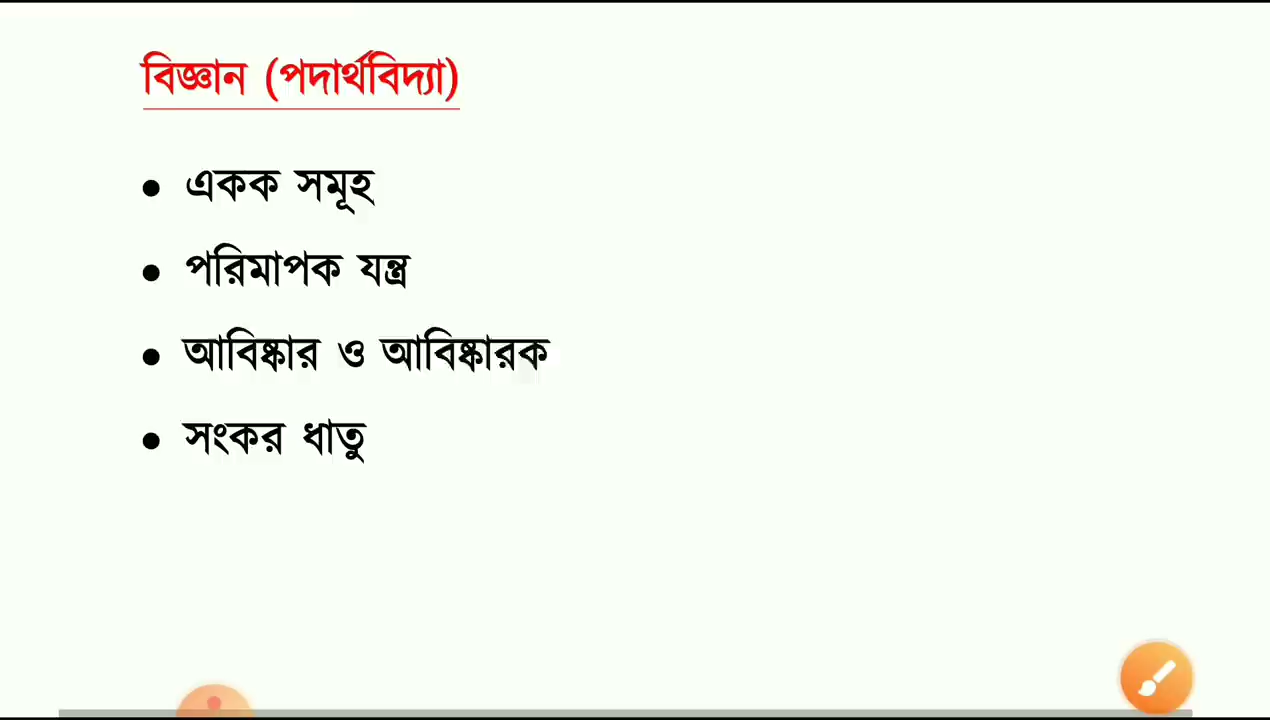 বিজ্ঞান (পদার্থবিদ্যা)
• একক সমূহ
• পরিমাপক যন্ত্র
• আবিষ্কার ও আবিষ্কারক
• সংকর ধাতু